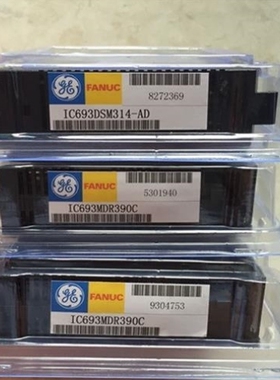 GE FANUC 8272369
IC693DSM314-AD
GE FANUC 5301940
IC693MDR390C
GE FANUC 9304753
IC693MDR390C